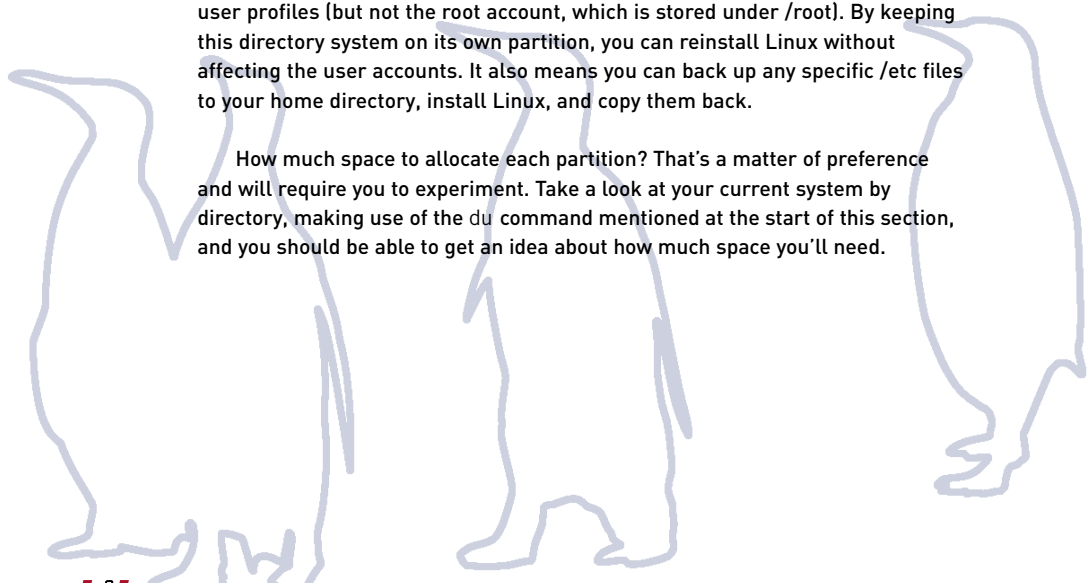 user profiles (but not the root account, which is stored under /root). By keeping
this directory system on its own partition, you can reinstall Linux without
affecting the user accounts. It also means you can back up any specific /etc files
to your home directory, install Linux, and copy them back.
How much space to allocate each partition? That's a matter of preference
and will require you to experiment. Take a look at your current system by
directory, making use of the du command mentioned at the start of this section,
and you should be able to get an idea about how much space you'll need.